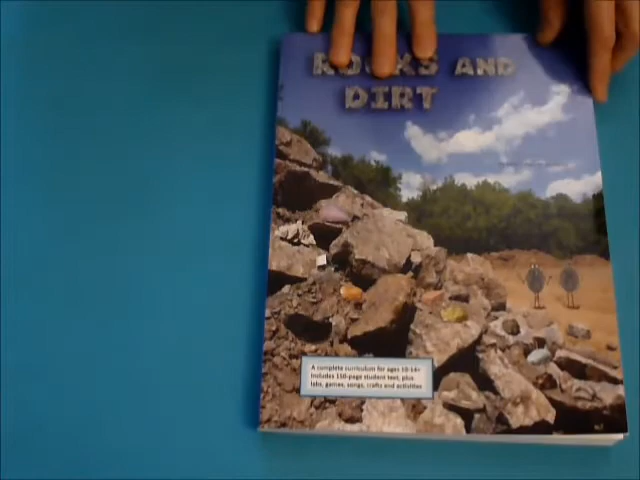 ROCKS AND
DIRT
A complete curriculum for ages 10-14+
Includes 150-page student text, plus
labs, games, songs, crafts and activities